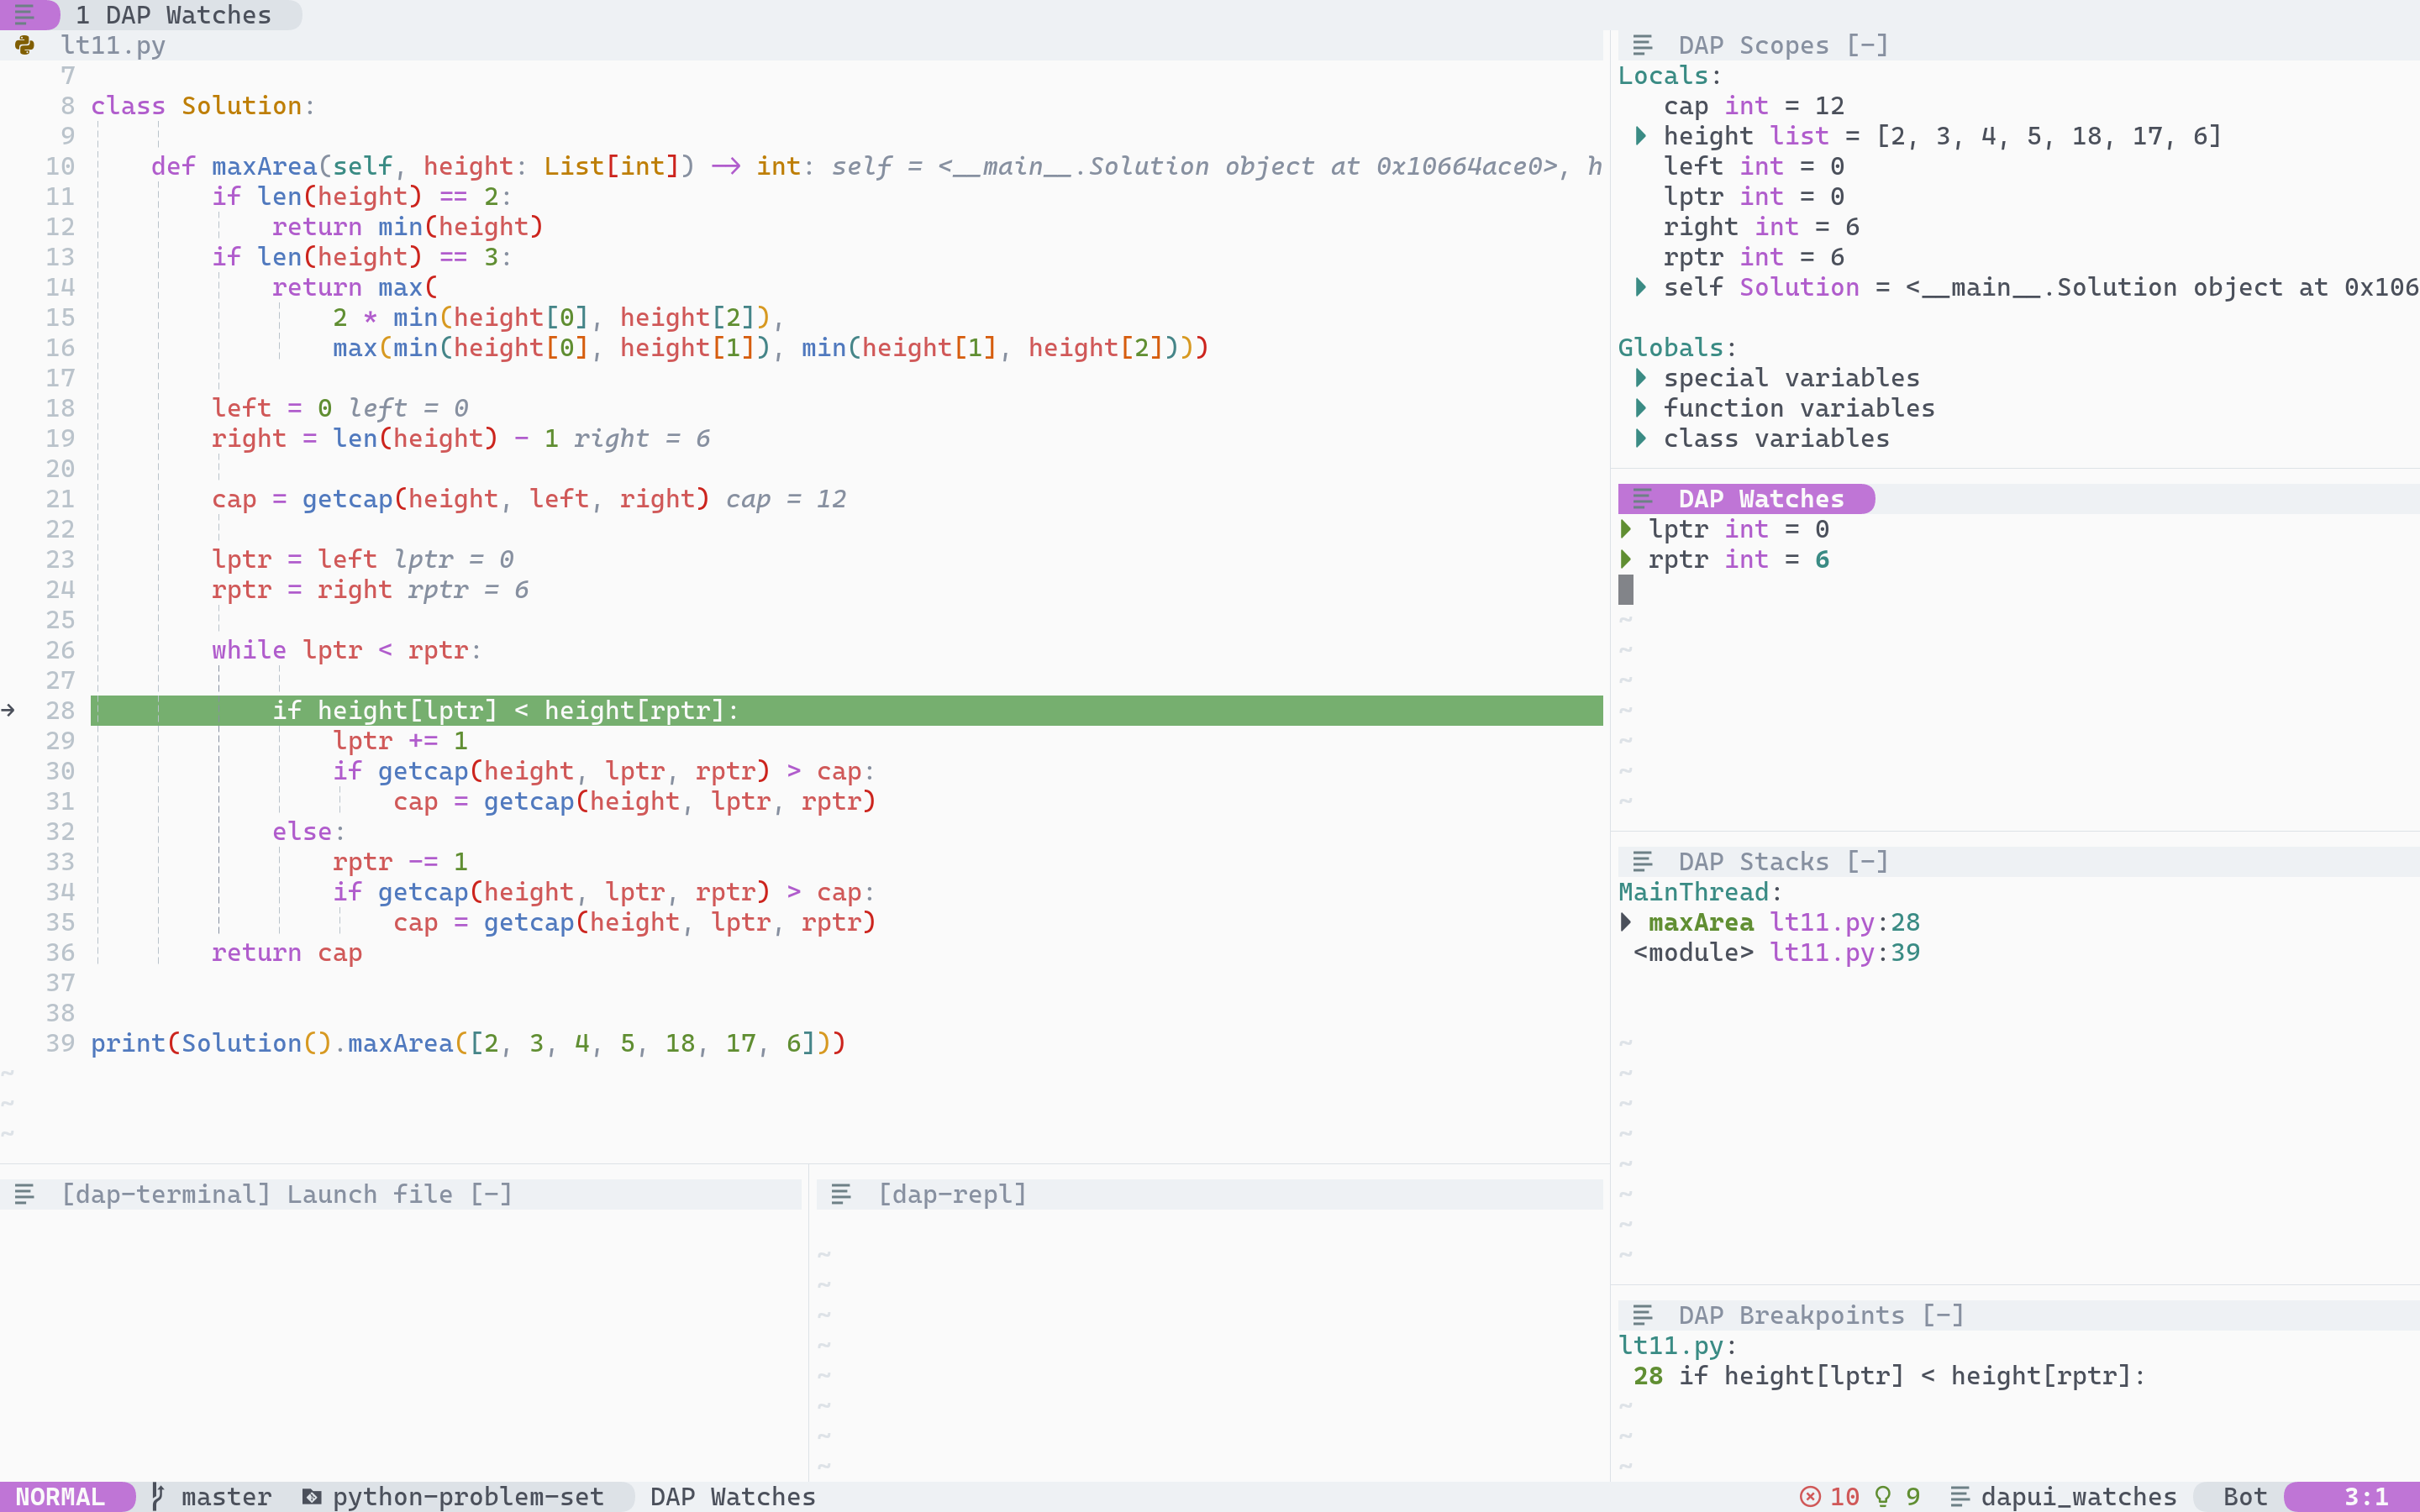 1 DAP Watches
lt11.py
7
8 class Solution:
9
10     def maxArea(self, height: List[int]) -> int: self = <__main__.Solution object at 0x10664ace0>, h
11         if len(height) == 2:
12             return min(height)
13         if len(height) == 3:
14             return max(
15                 2 * min(height[0], height[2]),
16                 max(min(height[0], height[1]), min(height[1], height[2])))
17
18         left = 0 left = 0
19         right = len(height) - 1 right = 6
20
21         cap = getcap(height, left, right) cap = 12
22
23         lptr = left lptr = 0
24         rptr = right rptr = 6
25
26         while lptr < rptr:
27
→ 28             if height[lptr] < height[rptr]:
29                 lptr += 1
30                 if getcap(height, lptr, rptr) > cap:
31                     cap = getcap(height, lptr, rptr)
32             else:
33                 rptr -= 1
34                 if getcap(height, lptr, rptr) > cap:
35                     cap = getcap(height, lptr, rptr)
36         return cap
37
38
39 print(Solution().maxArea([2, 3, 4, 5, 18, 17, 6]))
~
~
~
DAP Scopes [-]
Locals:
cap int = 12
height list = [2, 3, 4, 5, 18, 17, 6]
left int = 0
lptr int = 0
right int = 6
rptr int = 6
self Solution = <__main__.Solution object at 0x106
Globals:
special variables
function variables
class variables
DAP Watches
lptr int = 0
rptr int = 6
~
~
~
~
~
~
~
DAP Stacks [-]
MainThread:
maxArea lt11.py:28
<module> lt11.py:39
~
~
~
~
~
~
~
~
DAP Breakpoints [-]
lt11.py:
28 if height[lptr] < height[rptr]:
~
~
~
[dap-terminal] Launch file [-]
[dap-repl]
~
~
~
~
~
~
~
~
NORMAL master python-problem-set DAP Watches 10 9 dapui_watches Bot 3:1